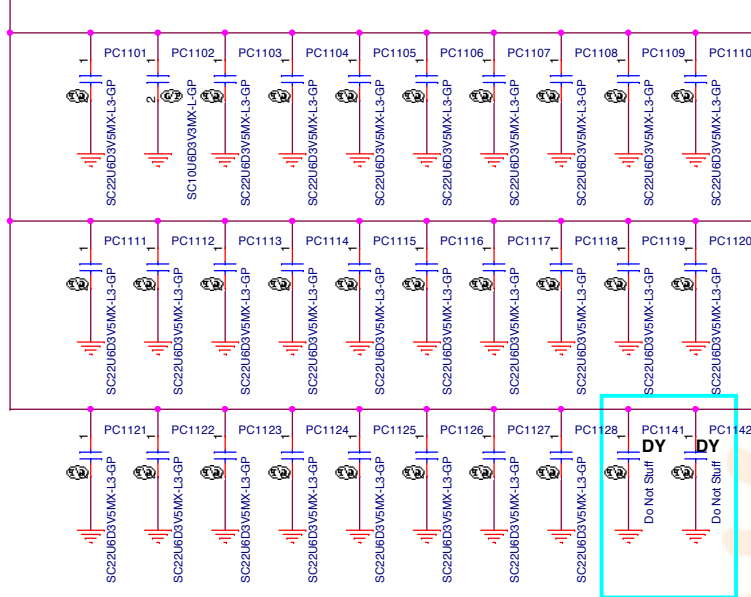 PC1101 PC1102 PC1103 PC1104 PC1105 PC1106 PC1107 PC1108 PC1109 PC1110
1 1 1 1 1 1 1 1 1 1
2
SC22U6D3V5MX-L3-GP SC10U6D3V3MX-L-GP SC22U6D3V5MX-L3-GP SC22U6D3V5MX-L3-GP SC22U6D3V5MX-L3-GP SC22U6D3V5MX-L3-GP SC22U6D3V5MX-L3-GP SC22U6D3V5MX-L3-GP SC22U6D3V5MX-L3-GP SC22U6D3V5MX-L3-GP
PC1111 PC1112 PC1113 PC1114 PC1115 PC1116 PC1117 PC1118 PC1119 PC1120
1 1 1 1 1 1 1 1 1 1
SC22U6D3V5MX-L3-GP SC22U6D3V5MX-L3-GP SC22U6D3V5MX-L3-GP SC22U6D3V5MX-L3-GP SC22U6D3V5MX-L3-GP SC22U6D3V5MX-L3-GP SC22U6D3V5MX-L3-GP SC22U6D3V5MX-L3-GP SC22U6D3V5MX-L3-GP SC22U6D3V5MX-L3-GP
PC1121 PC1122 PC1123 PC1124 PC1125 PC1126 PC1127 PC1128 PC1141 PC1142
1 1 1 1 1 1 1 1 1 1
DY DY
SC22U6D3V5MX-L3-GP SC22U6D3V5MX-L3-GP SC22U6D3V5MX-L3-GP SC22U6D3V5MX-L3-GP SC22U6D3V5MX-L3-GP SC22U6D3V5MX-L3-GP SC22U6D3V5MX-L3-GP SC22U6D3V5MX-L3-GP Do Not Stuff Do Not Stuff